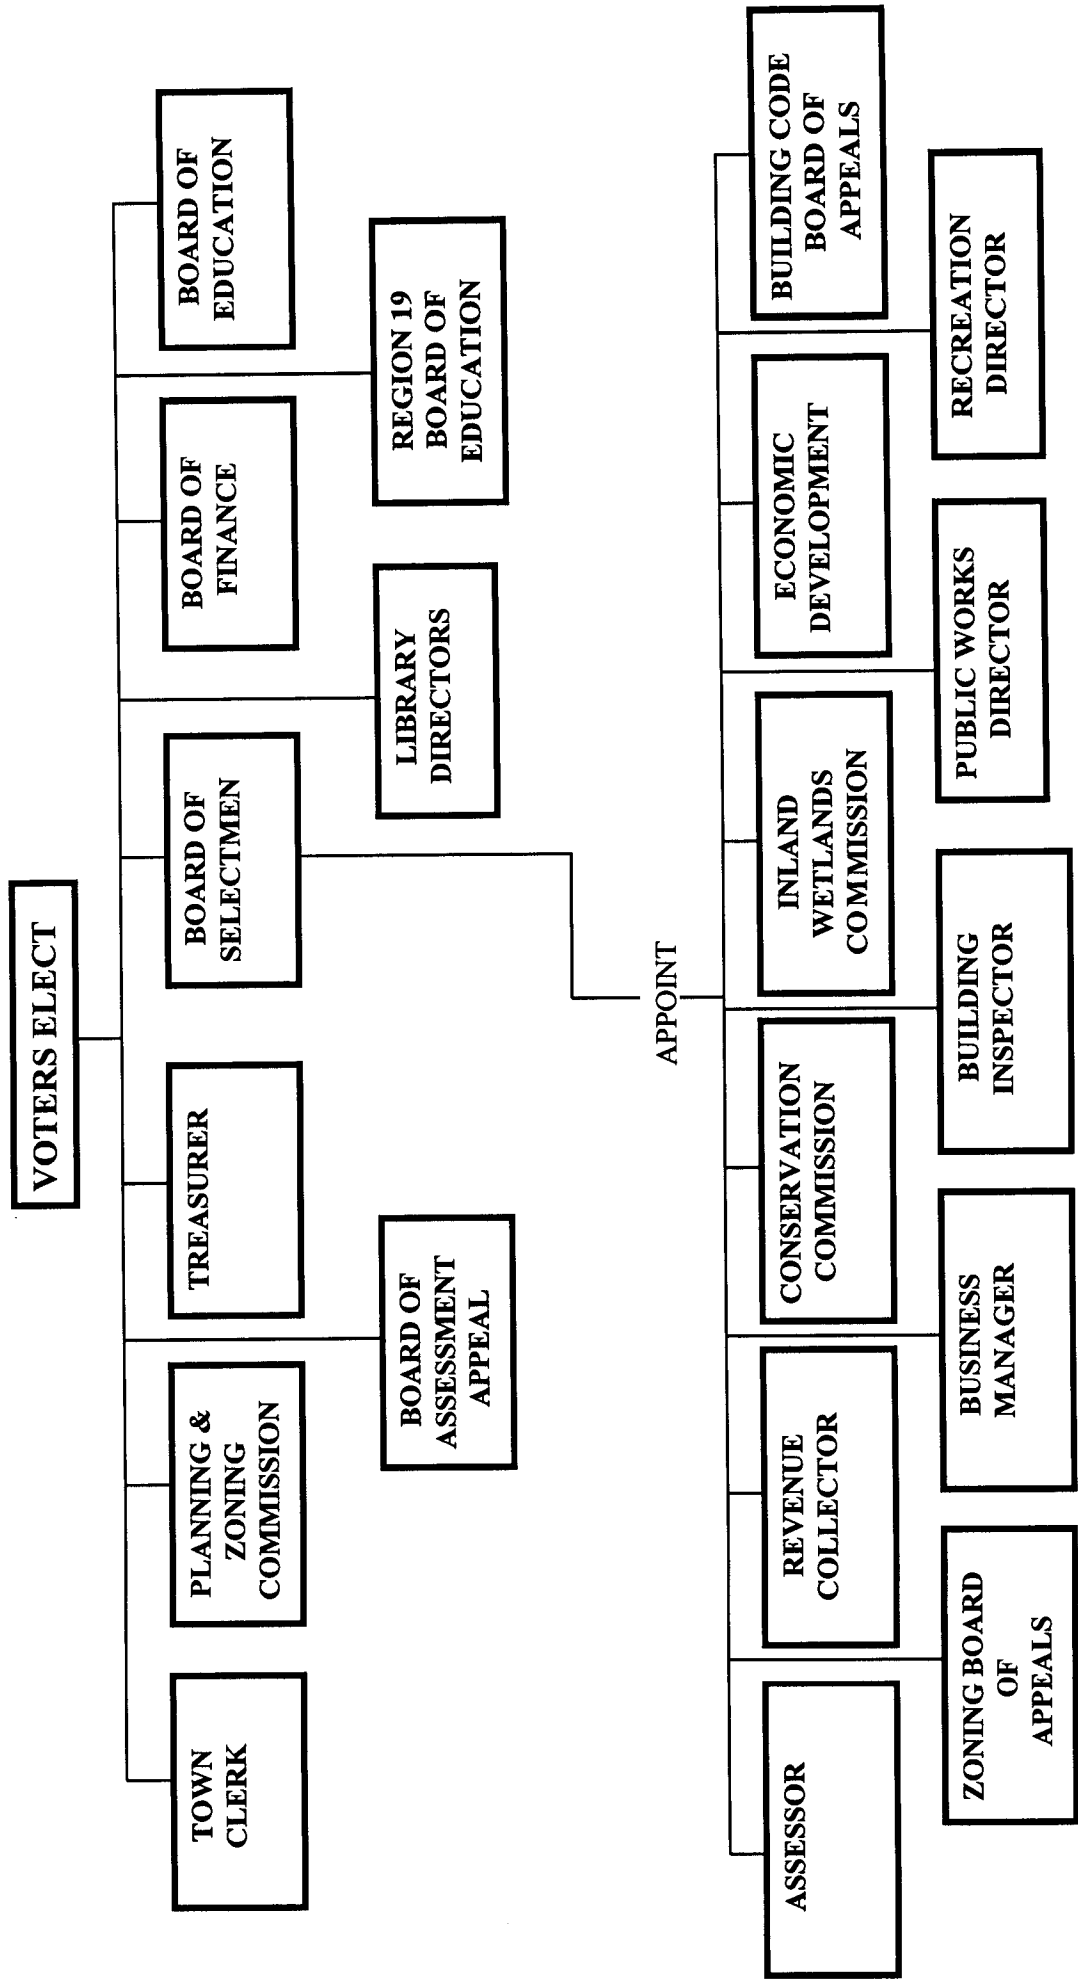 VOTERS ELECT
TOWN
CLERK
PLANNING &
ZONING
COMMISSION
TREASURER
BOARD OF
SELECTMEN
BOARD OF
FINANCE
BOARD OF
EDUCATION
BOARD OF
ASSESSMENT
APPEAL
LIBRARY
DIRECTORS
REGION 19
BOARD OF
EDUCATION
APPOINT
ASSESSOR
REVENUE
COLLECTOR
CONSERVATION
COMMISSION
INLAND
WETLANDS
COMMISSION
ECONOMIC
DEVELOPMENT
BUILDING CODE
BOARD OF
APPEALS
ZONING BOARD
OF
APPEALS
BUSINESS
MANAGER
BUILDING
INSPECTOR
PUBLIC WORKS
DIRECTOR
RECREATION
DIRECTOR